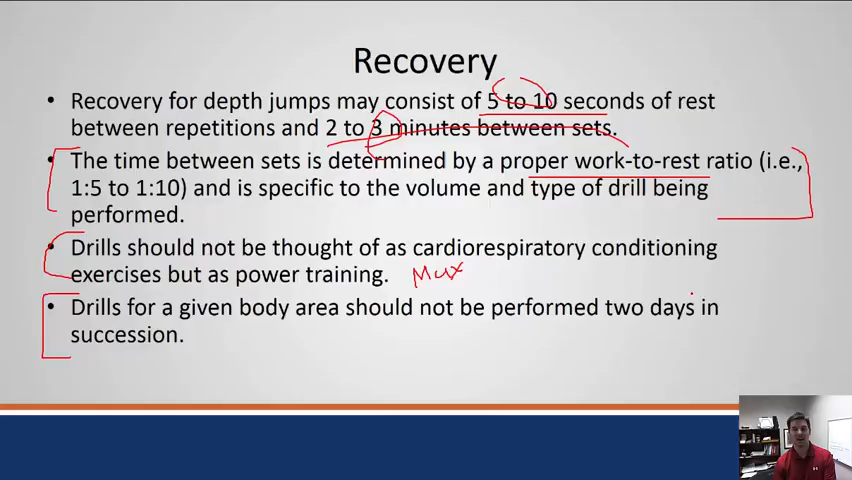 Recovery
• Recovery for depth jumps may consist of 5 to 10 seconds of rest
between repetitions and 2 to 3 minutes between sets.
• The time between sets is determined by a proper work-to-rest ratio (i.e.,
1:5 to 1:10) and is specific to the volume and type of drill being
performed.
• Drills should not be thought of as cardiorespiratory conditioning
exercises but as power training. Max
• Drills for a given body area should not be performed two days in
succession.